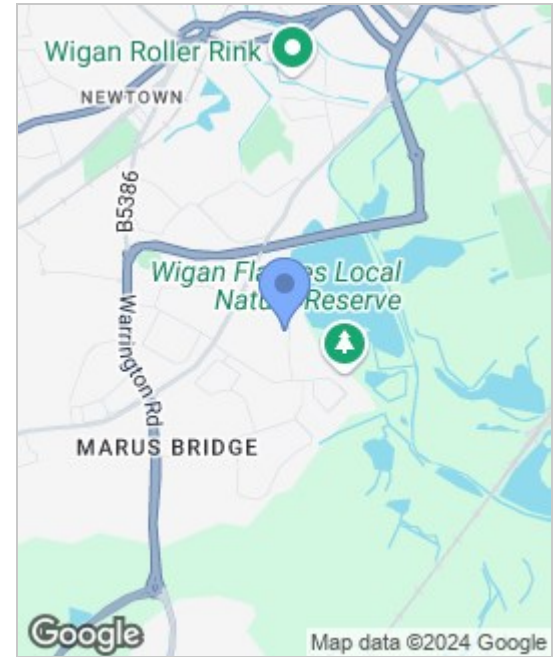 Wigan Roller Rink
NEWTOWN
B5386
Wigan Fla es Local
Natu Reserve
Warrington Rd
MARUS BRIDGE
Google
Map data ©2024 Google